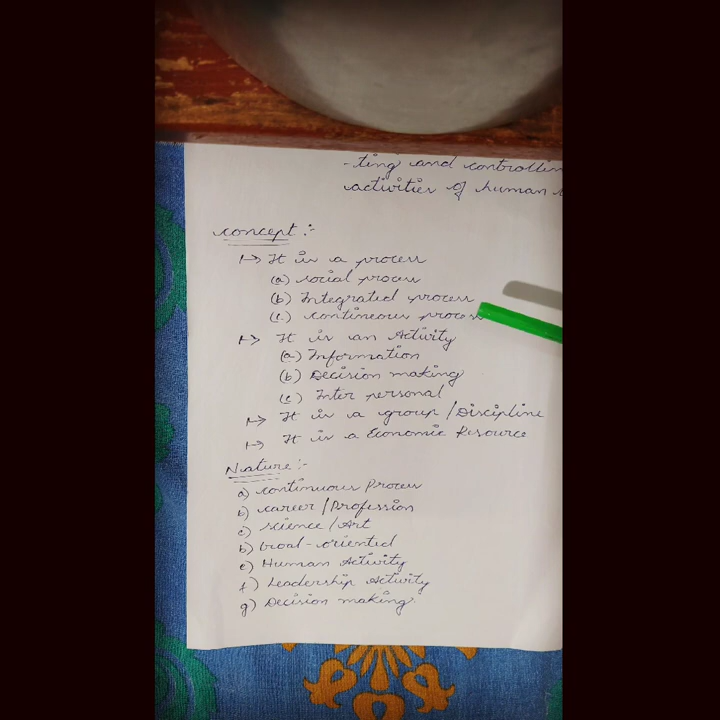 -ting and controllin
activities of human
concept :-
↦ It is a process
(a) social process
(b) Integrated process
(c) contineous process
↦ It is an Activity
(a) Information
(b) Decision making
(c) Inter personal
↦ It is a group / Discipline
↦ It is a Economic Resource
Nature :-
a) continuous Process
b) career / Profession
c) science / Art
b) Goal-oriented
e) Human Activity
f) Leadership Activity
g) Decision making.